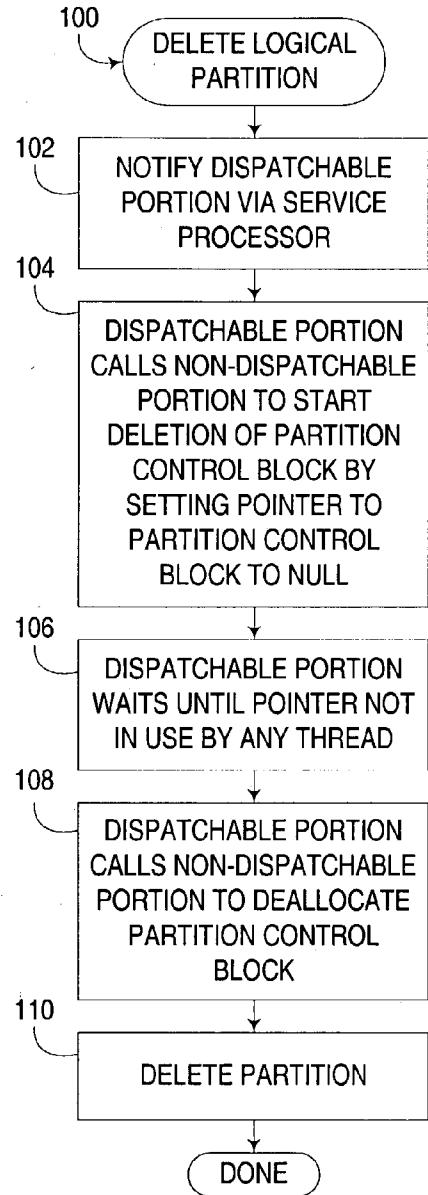 100
DELETE LOGICAL
PARTITION
102
NOTIFY DISPATCHABLE
PORTION VIA SERVICE
PROCESSOR
104
DISPATCHABLE PORTION
CALLS NON-DISPATCHABLE
PORTION TO START
DELETION OF PARTITION
CONTROL BLOCK BY
SETTING POINTER TO
PARTITION CONTROL
BLOCK TO NULL
106
DISPATCHABLE PORTION
WAITS UNTIL POINTER NOT
IN USE BY ANY THREAD
108
DISPATCHABLE PORTION
CALLS NON-DISPATCHABLE
PORTION TO DEALLOCATE
PARTITION CONTROL
BLOCK
110
DELETE PARTITION
DONE